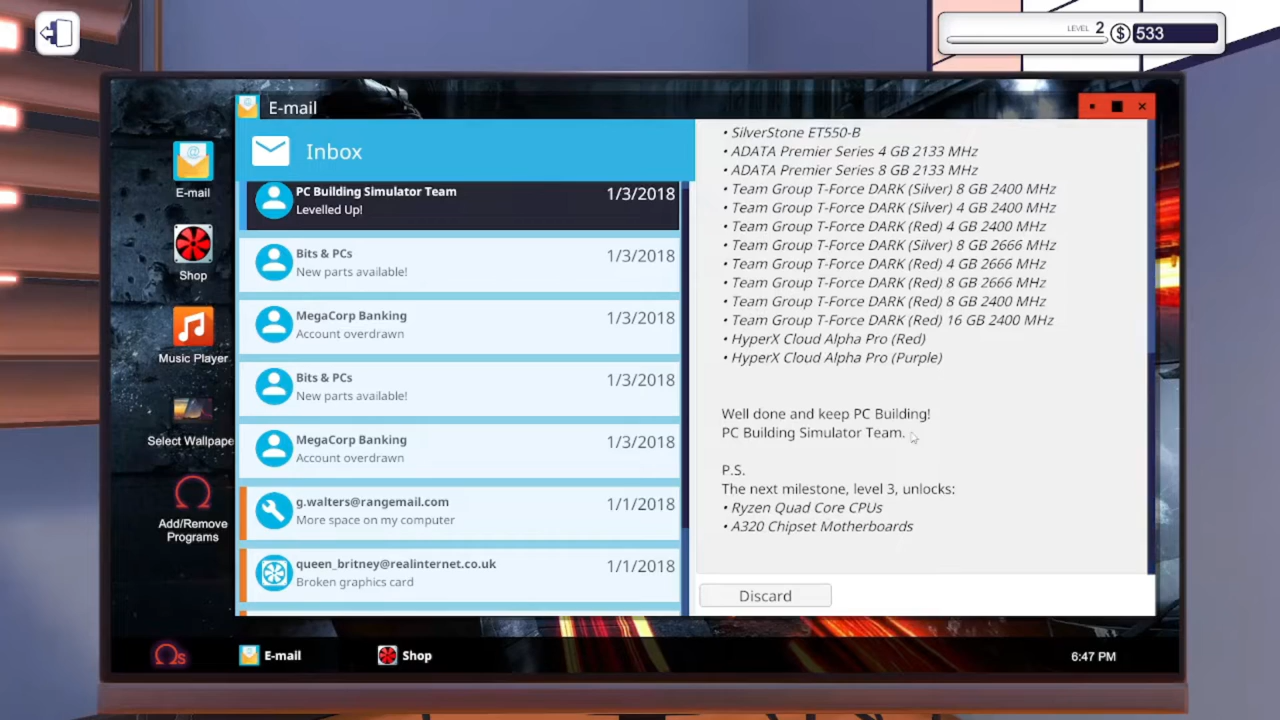 LEVEL 2
$ 533
E-mail
Inbox
PC Building Simulator Team
1/3/2018
Levelled Up!
Bits & PCs
1/3/2018
New parts available!
MegaCorp Banking
1/3/2018
Account overdrawn
Bits & PCs
1/3/2018
New parts available!
MegaCorp Banking
1/3/2018
Account overdrawn
g.walters@rangemail.com
1/1/2018
More space on my computer
queen_britney@realinternet.co.uk
1/1/2018
Broken graphics card
• SilverStone ET550-B
• ADATA Premier Series 4 GB 2133 MHz
• ADATA Premier Series 8 GB 2133 MHz
• Team Group T-Force DARK (Silver) 8 GB 2400 MHz
• Team Group T-Force DARK (Silver) 4 GB 2400 MHz
• Team Group T-Force DARK (Red) 4 GB 2400 MHz
• Team Group T-Force DARK (Silver) 8 GB 2666 MHz
• Team Group T-Force DARK (Red) 4 GB 2666 MHz
• Team Group T-Force DARK (Red) 8 GB 2666 MHz
• Team Group T-Force DARK (Red) 8 GB 2400 MHz
• Team Group T-Force DARK (Red) 16 GB 2400 MHz
• HyperX Cloud Alpha Pro (Red)
• HyperX Cloud Alpha Pro (Purple)
Well done and keep PC Building!
PC Building Simulator Team.
P.S.
The next milestone, level 3, unlocks:
• Ryzen Quad Core CPUs
• A320 Chipset Motherboards
Discard
E-mail
Shop
Music Player
Select Wallpape
Add/Remove
Programs
Ωs
E-mail
Shop
6:47 PM